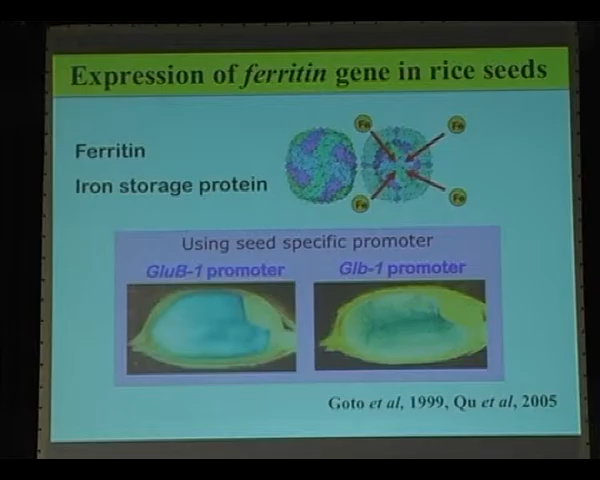 Expression of ferritin gene in rice seeds
Ferritin
Iron storage protein
Fe
Fe
Fe
Fe
Using seed specific promoter
GluB-1 promoter
Glb-1 promoter
Goto et al, 1999, Qu et al, 2005